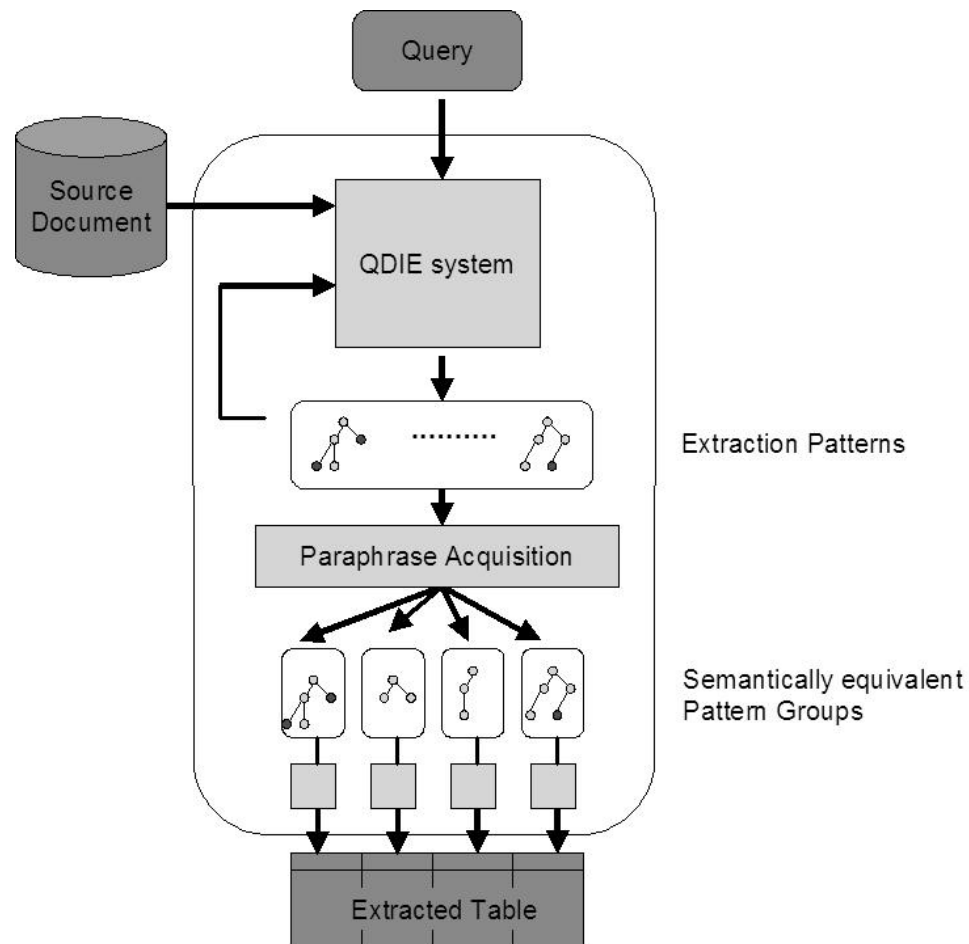 Query
Source
Document
QDIE system
Extraction Patterns
Paraphrase Acquisition
Semantically equivalent
Pattern Groups
Extracted Table